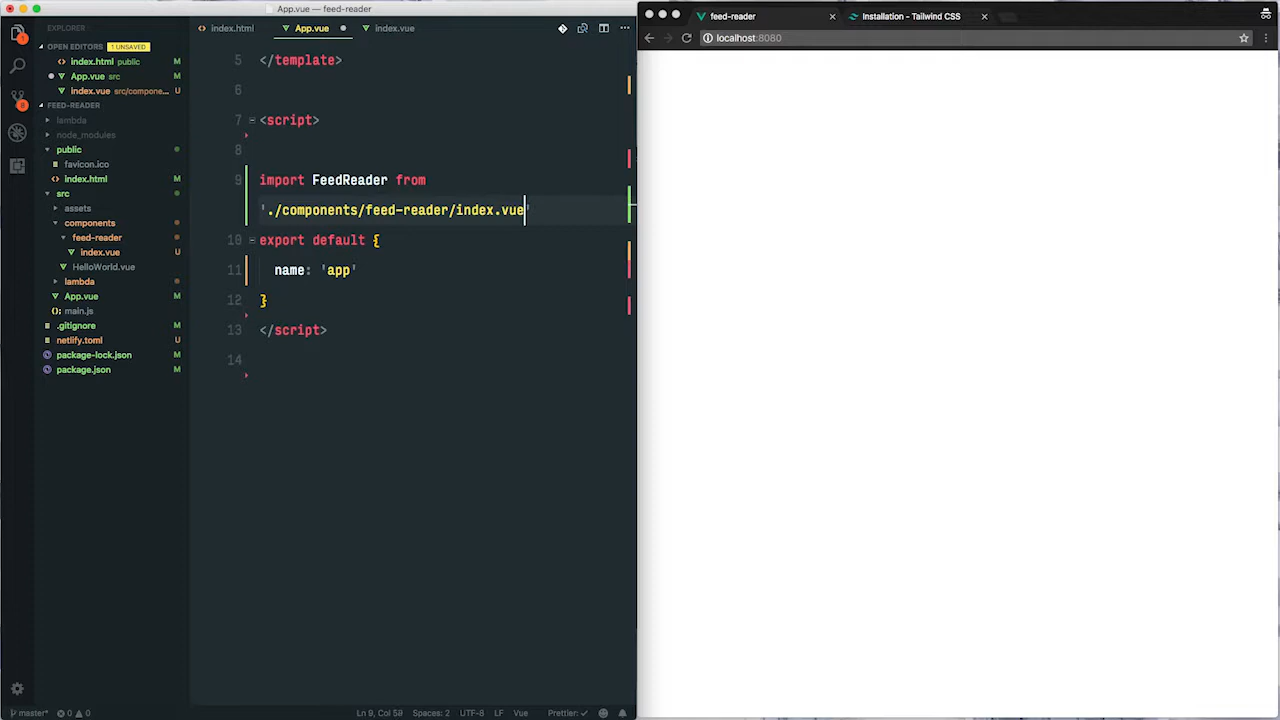 App.vue — feed-reader
EXPLORER
OPEN EDITORS 1 UNSAVED
index.html public M
App.vue src M
index.vue src/compone... U
FEED-READER
lambda
node_modules
public
favicon.ico
index.html M
src
assets
components
feed-reader
index.vue U
HelloWorld.vue
lambda
App.vue M
main.js
.gitignore M
netlify.toml
package-lock.json M
package.json M
index.html App.vue index.vue
5 </template>
6
7 <script>
8
9 import FeedReader from
'./components/feed-reader/index.vue'
10 export default {
11 name: 'app'
12 }
13 </script>
14
master* 0 0 Ln 9, Col 59 Spaces: 2 UTF-8 LF Vue Prettier: ✓
feed-reader Installation - Tailwind CSS
localhost:8080